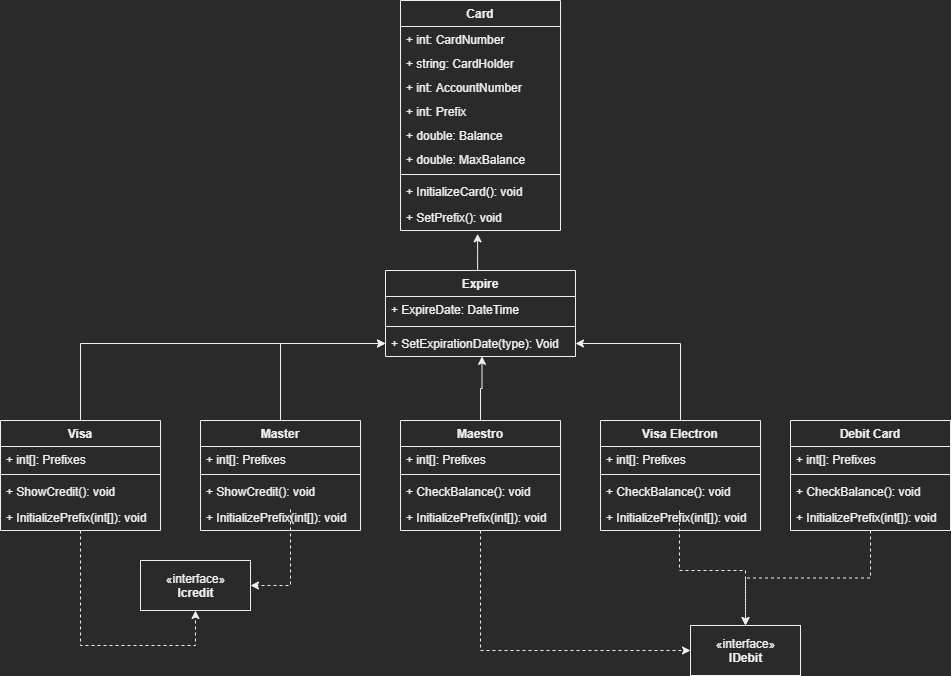 Card
+ int: CardNumber
+ string: CardHolder
+ int: AccountNumber
+ int: Prefix
+ double: Balance
+ double: MaxBalance
+ InitializeCard(): void
+ SetPrefix(): void
Expire
+ ExpireDate: DateTime
+ SetExpirationDate(type): Void
Visa
+ int[]: Prefixes
+ ShowCredit(): void
+ InitializePrefix(int[]): void
Master
+ int[]: Prefixes
+ ShowCredit(): void
+ InitializePrefix(int[]): void
Maestro
+ int[]: Prefixes
+ CheckBalance(): void
+ InitializePrefix(int[]): void
Visa Electron
+ int[]: Prefixes
+ CheckBalance(): void
+ InitializePrefix(int[]): void
Debit Card
+ int[]: Prefixes
+ CheckBalance(): void
+ InitializePrefix(int[]): void
«interface»
Icredit
«interface»
IDebit